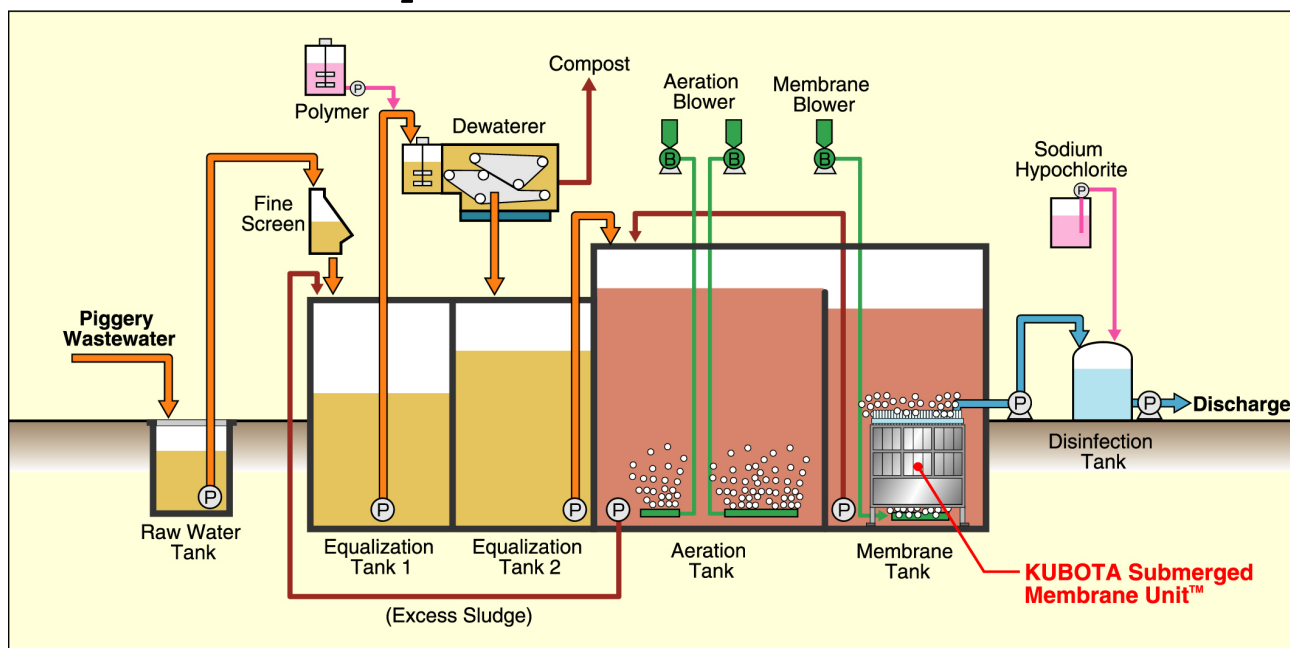 Polymer
P
Compost
Dewaterer
Aeration
Blower
B
B
Membrane
Blower
B
Sodium
Hypochlorite
P
Fine
Screen
Piggery
Wastewater
P
Raw Water
Tank
P
Equalization
Tank 1
P
Equalization
Tank 2
P
Aeration
Tank
P
Membrane
Tank
P
P
Discharge
Disinfection
Tank
KUBOTA Submerged
Membrane Unit™
(Excess Sludge)